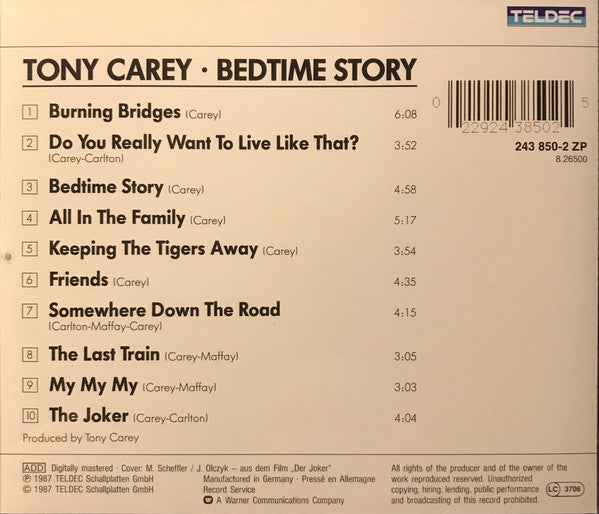 TELDEC
TONY CAREY · BEDTIME STORY
0 22924 38502 5
243 850-2 ZP
8.26500
1 Burning Bridges (Carey) 6:08
2 Do You Really Want To Live Like That? 3:52
(Carey-Carlton)
3 Bedtime Story (Carey) 4:58
4 All In The Family (Carey) 5:17
5 Keeping The Tigers Away (Carey) 3:54
6 Friends (Carey) 4:35
7 Somewhere Down The Road 4:15
(Carlton-Maffay-Carey)
8 The Last Train (Carey-Maffay) 3:05
9 My My My (Carey-Maffay) 3:03
10 The Joker (Carey-Carlton) 4:04
Produced by Tony Carey
ADD Digitally mastered · Cover: M. Scheffler / J. Olczyk – aus dem Film „Der Joker"
℗ 1987 TELDEC Schallplatten GmbH
© 1987 TELDEC Schallplatten GmbH
Manufactured in Germany · Pressé en Allemagne
Record Service
A Warner Communications Company
All rights of the producer and of the owner of the
work reproduced reserved. Unauthorized
copying, hiring, lending, public performance
and broadcasting of this record prohibited.
LC 3706